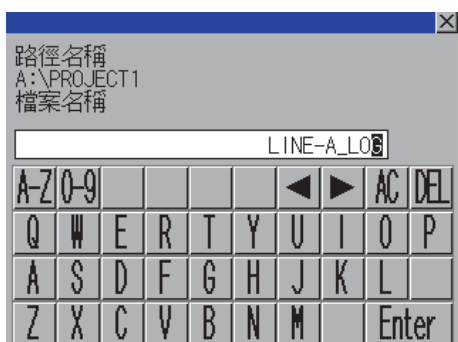 路徑名稱
A:\PROJECT1
檔案名稱
LINE-A_LOG
A-Z 0-9 ◀ ▶ AC DEL
Q W E R T Y U I O P
A S D F G H J K L
Z X C V B N M Enter